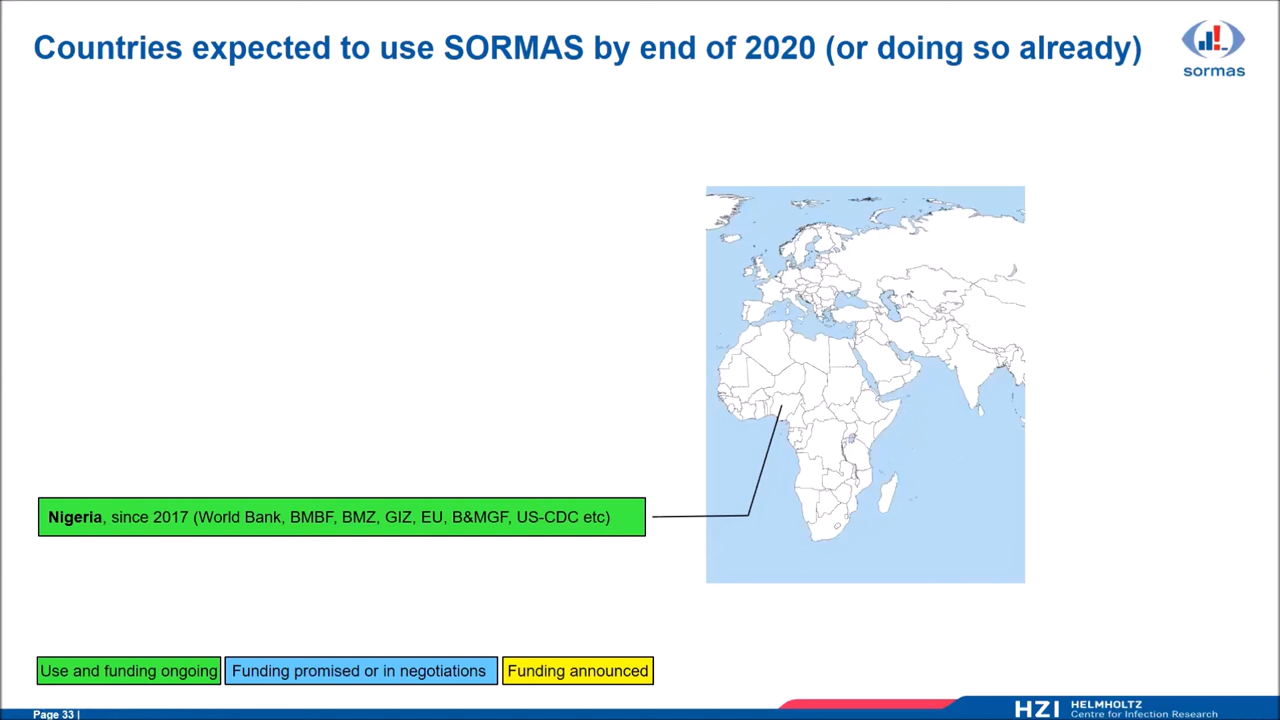 Countries expected to use SORMAS by end of 2020 (or doing so already)
sormas
Nigeria, since 2017 (World Bank, BMBF, BMZ, GIZ, EU, B&MGF, US-CDC etc)
Use and funding ongoing
Funding promised or in negotiations
Funding announced
Page 33 |
HZI HELMHOLTZ
Centre for Infection Research